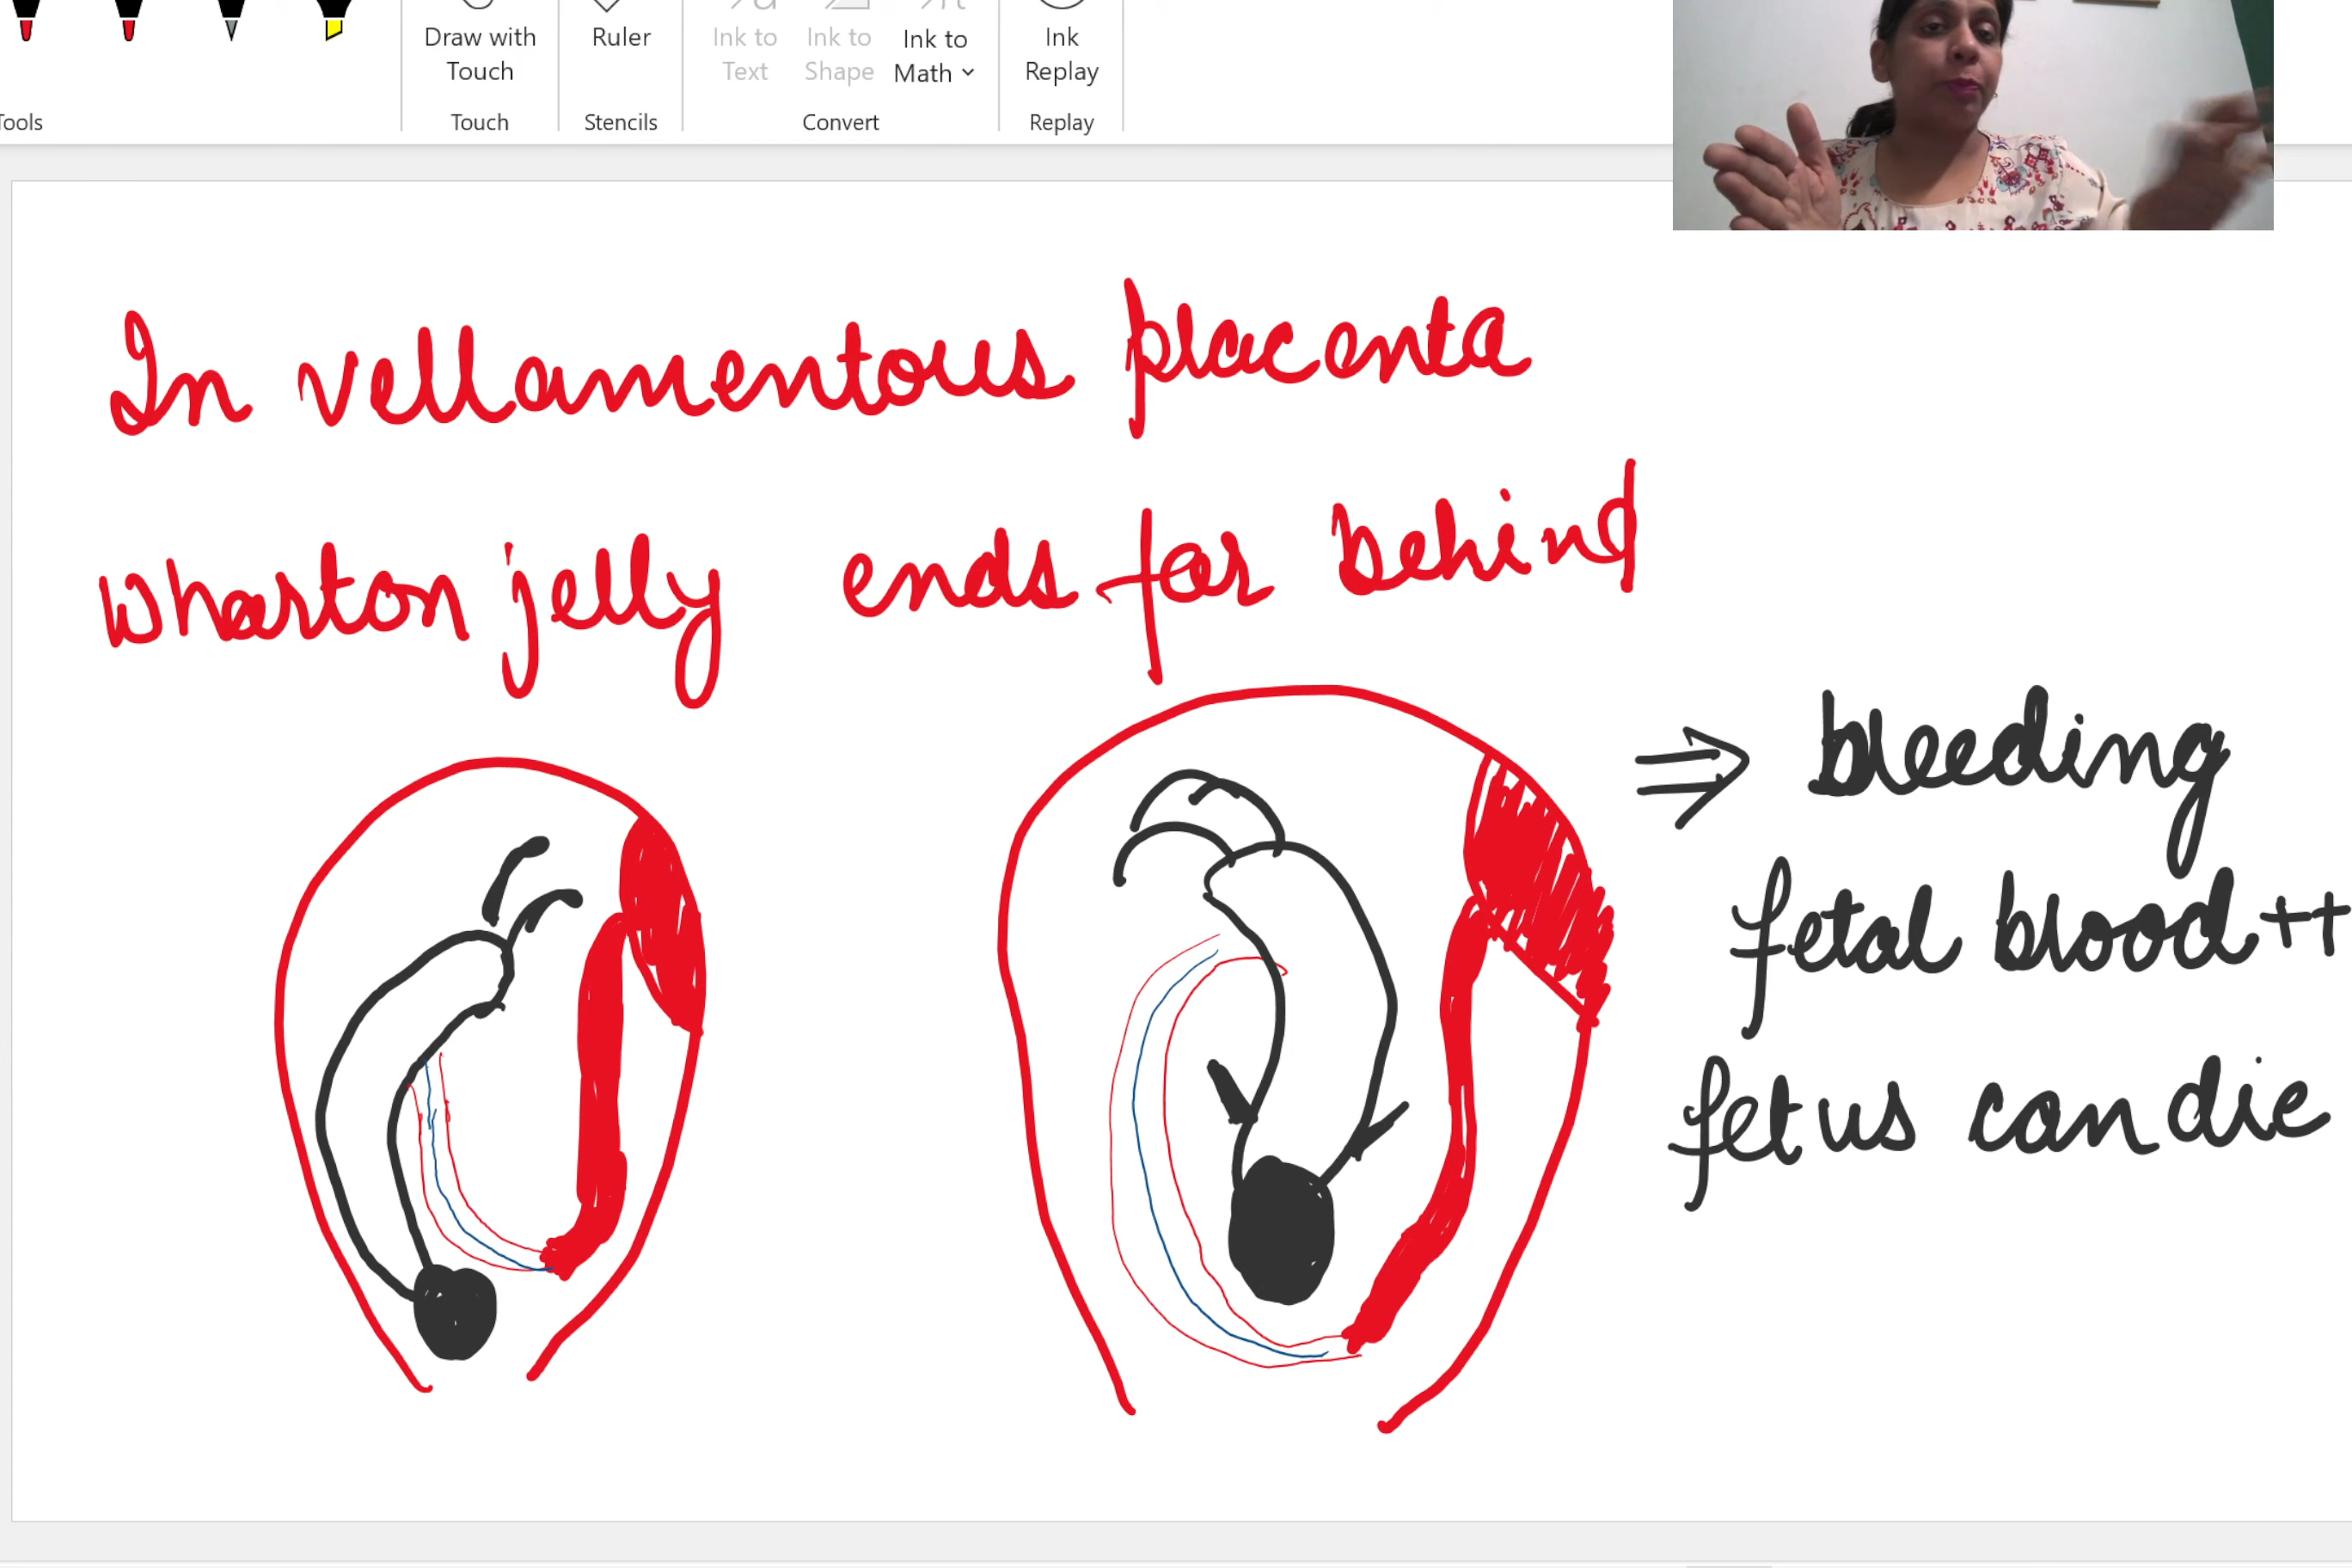 Draw with Touch
Ruler
Ink to Text
Ink to Shape
Ink to Math
Ink Replay
Tools
Touch
Stencils
Convert
Replay
In vellamentous placenta
wharton jelly ends far behind
⇒ bleeding
fetal blood ++
fetus can die